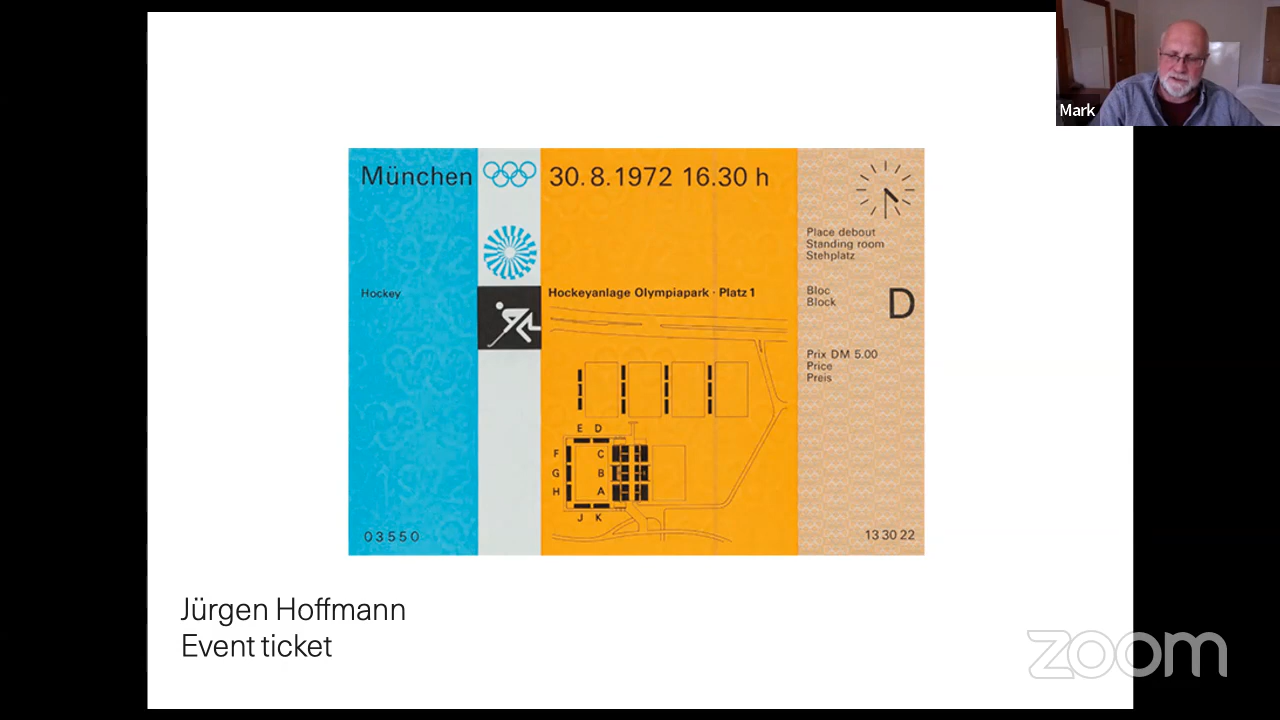 Mark
München
30. 8. 1972 16.30 h
Place debout
Standing room
Stehplatz
Hockey
Hockeyanlage Olympiapark · Platz 1
Bloc
Block
D
Prix DM 5.00
Price
Preis
E D
F C
G B
H A
J K
03550
13 30 22
Jürgen Hoffmann
Event ticket
zoom